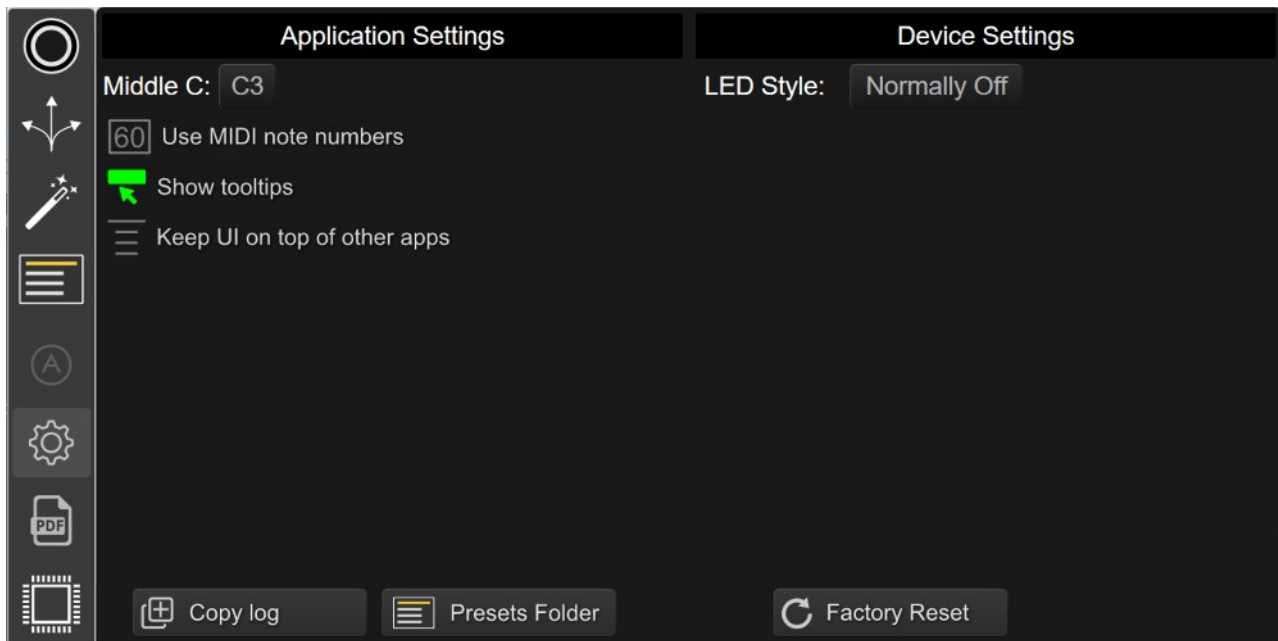 Application Settings
Device Settings
Middle C: C3
LED Style: Normally Off
60 Use MIDI note numbers
Show tooltips
Keep UI on top of other apps
A
PDF
Copy log
Presets Folder
Factory Reset